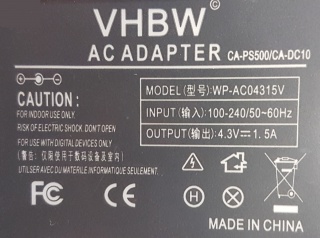 VHBW©
AC ADAPTER CA-PS500/CA-DC10
CAUTION:
FOR INDOOR USE ONLY.
RISK OF ELECTRIC SHOCK .DON'T OPEN
FOR USE WITH DIGITAL DEVICES ONLY
(警告:仅限使用于数码设备及室内)
UTILSER AVEC DU MATERIEL DE INFORMATIQUE
MODEL(型号):WP-AC04315V
INPUT(输入):100-240/50~60Hz
OUTPUT(输出):4.3V⎓1.5A
FC CE
MADE IN CHINA